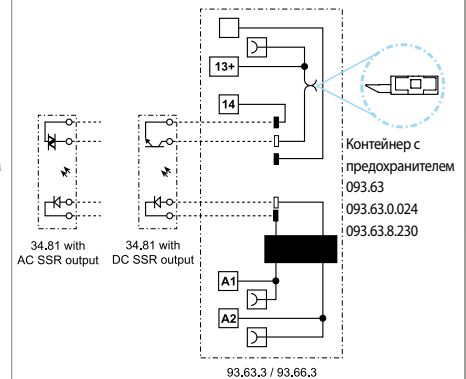 13+
14
Контейнер с
предохранителем
093.63
093.63.0.024
093.63.8.230
34.81 with
AC SSR output
34.81 with
DC SSR output
A1
A2
93.63.3 / 93.66.3